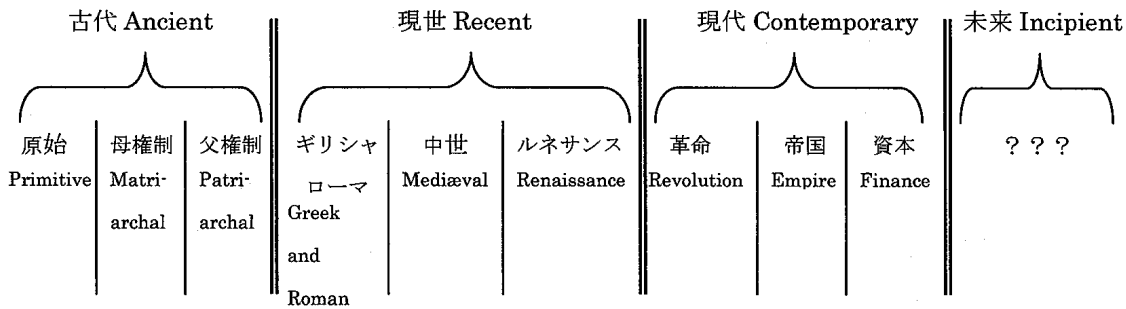 古代 Ancient
現世 Recent
現代 Contemporary
未来 Incipient
原始
Primitive
母権制
Matri-
archal
父権制
Patri-
archal
ギリシャ
ローマ
Greek
and
Roman
中世
Mediæval
ルネサンス
Renaissance
革命
Revolution
帝国
Empire
資本
Finance
？？？